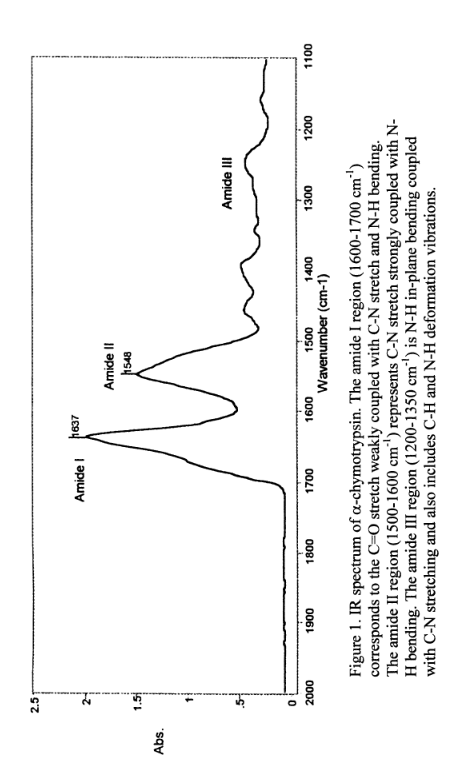 2.5
2
1.5
1
.5
0
Abs.
Amide I
1637
Amide II
1548
Amide III
2000 1900 1800 1700 1600 1500 1400 1300 1200 1100
Wavenumber (cm-1)
Figure 1. IR spectrum of α-chymotrypsin. The amide I region (1600-1700 cm⁻¹)
corresponds to the C=O stretch weakly coupled with C-N stretch and N-H bending.
The amide II region (1500-1600 cm⁻¹) represents C-N stretch strongly coupled with N-
H bending. The amide III region (1200-1350 cm⁻¹) is N-H in-plane bending coupled
with C-N stretching and also includes C-H and N-H deformation vibrations.